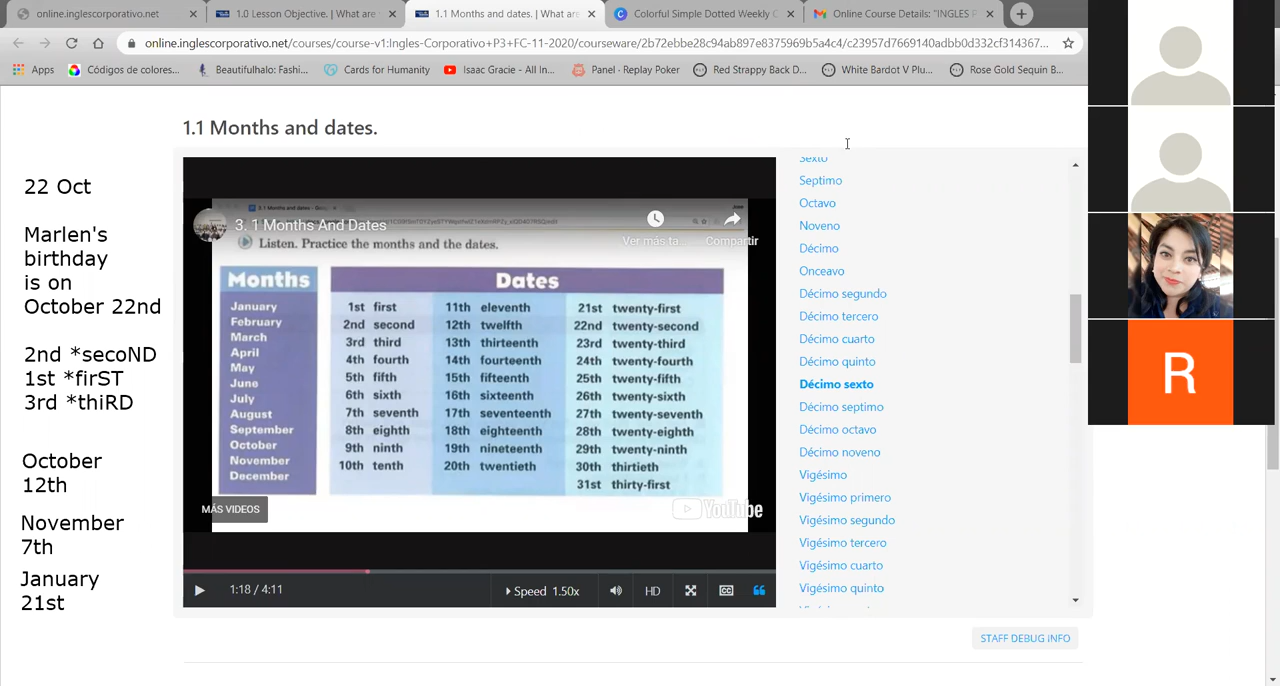 online.inglescorporativo.net
1.0 Lesson Objective. | What are
1.1 Months and dates. | What are
Colorful Simple Dotted Weekly C
Online Course Details: "INGLES P
online.inglescorporativo.net/courses/course-v1:Ingles-Corporativo+P3+FC-11-2020/courseware/2b72ebbe28c94ab897e8375969b5a4c4/c23957d7669140adbb0d332cf314367...
Apps
Códigos de colores...
Beautifulhalo: Fashi...
Cards for Humanity
Isaac Gracie - All In...
Panel · Replay Poker
Red Strappy Back D...
White Bardot V Plu...
Rose Gold Sequin B...
1.1 Months and dates.
22 Oct
Marlen's
birthday
is on
October 22nd
2nd *secoND
1st *firST
3rd *thiRD
October
12th
November
7th
January
21st
3. 1 Months And Dates
Ver más ta...
Compartir
Listen. Practice the months and the dates.
Months
January
February
March
April
May
June
July
August
September
October
November
December
Dates
1st first
2nd second
3rd third
4th fourth
5th fifth
6th sixth
7th seventh
8th eighth
9th ninth
10th tenth
11th eleventh
12th twelfth
13th thirteenth
14th fourteenth
15th fifteenth
16th sixteenth
17th seventeenth
18th eighteenth
19th nineteenth
20th twentieth
21st twenty-first
22nd twenty-second
23rd twenty-third
24th twenty-fourth
25th twenty-fifth
26th twenty-sixth
27th twenty-seventh
28th twenty-eighth
29th twenty-ninth
30th thirtieth
31st thirty-first
MÁS VIDEOS
YouTube
1:18 / 4:11
Speed 1.50x
HD
CC
Sexto
Septimo
Octavo
Noveno
Décimo
Onceavo
Décimo segundo
Décimo tercero
Décimo cuarto
Décimo quinto
Décimo sexto
Décimo septimo
Décimo octavo
Décimo noveno
Vigésimo
Vigésimo primero
Vigésimo segundo
Vigésimo tercero
Vigésimo cuarto
Vigésimo quinto
STAFF DEBUG INFO
R